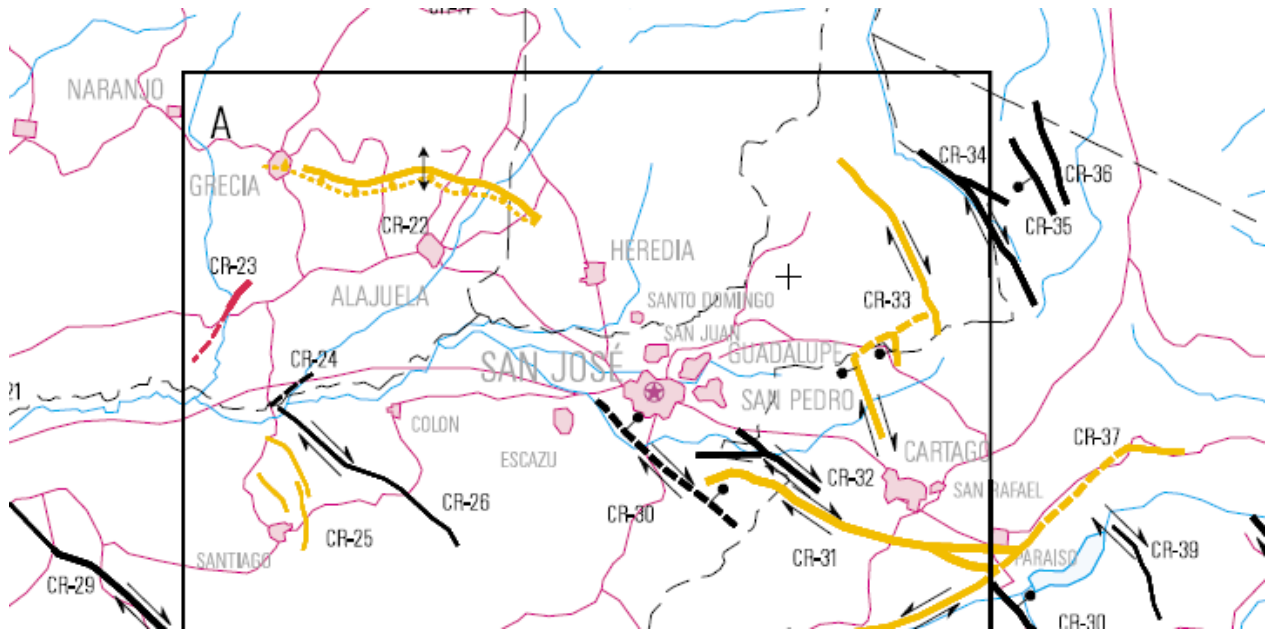 NARANJO
A
GRECIA
CR-22
CR-34
CR-36
CR-35
CR-23
HEREDIA
ALAJUELA
SANTO DOMINGO
CR-33
SAN JUAN
CR-24
SAN JOSÉ
GUADALUPE
21
SAN PEDRO
COLON
CR-37
ESCAZU
CARTAGO
CR-32
CR-26
SAN RAFAEL
CR-30
CR-25
CR-31
PARAISO
CR-39
SANTIAGO
CR-29
CR-30